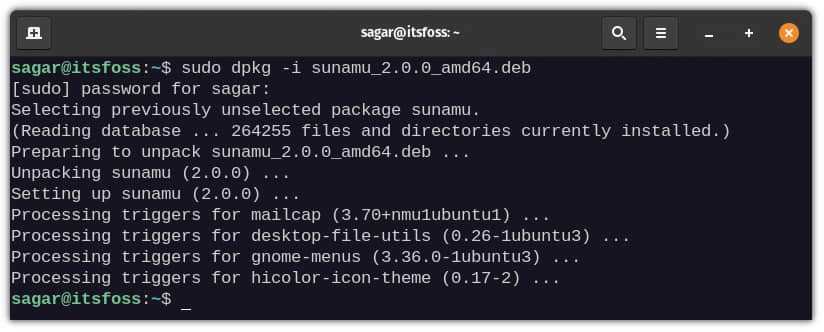 sagar@itsfoss: ~
sagar@itsfoss:~$ sudo dpkg -i sunamu_2.0.0_amd64.deb
[sudo] password for sagar:
Selecting previously unselected package sunamu.
(Reading database ... 264255 files and directories currently installed.)
Preparing to unpack sunamu_2.0.0_amd64.deb ...
Unpacking sunamu (2.0.0) ...
Setting up sunamu (2.0.0) ...
Processing triggers for mailcap (3.70+nmu1ubuntu1) ...
Processing triggers for desktop-file-utils (0.26-1ubuntu3) ...
Processing triggers for gnome-menus (3.36.0-1ubuntu3) ...
Processing triggers for hicolor-icon-theme (0.17-2) ...
sagar@itsfoss:~$ _